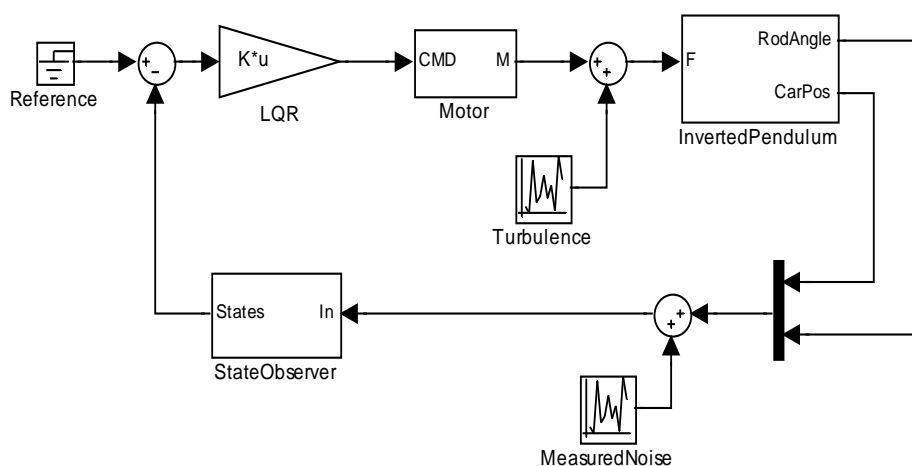 RodAngle
K*u
CMD
M
F
CarPos
Reference
LQR
Motor
InvertedPendulum
Turbulence
States
In
StateObserver
MeasuredNoise